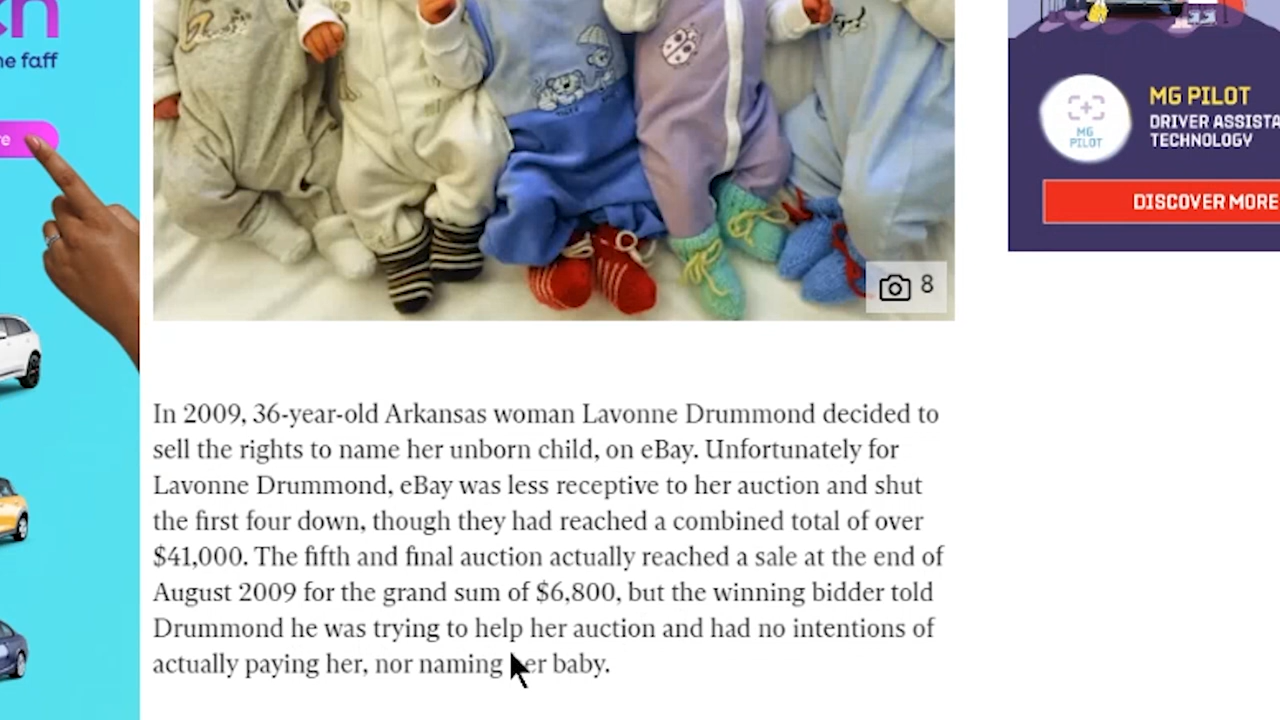 he faff
8
MG PILOT
DRIVER ASSISTA
TECHNOLOGY
MG
PILOT
DISCOVER MORE
In 2009, 36-year-old Arkansas woman Lavonne Drummond decided to
sell the rights to name her unborn child, on eBay. Unfortunately for
Lavonne Drummond, eBay was less receptive to her auction and shut
the first four down, though they had reached a combined total of over
$41,000. The fifth and final auction actually reached a sale at the end of
August 2009 for the grand sum of $6,800, but the winning bidder told
Drummond he was trying to help her auction and had no intentions of
actually paying her, nor naming her baby.